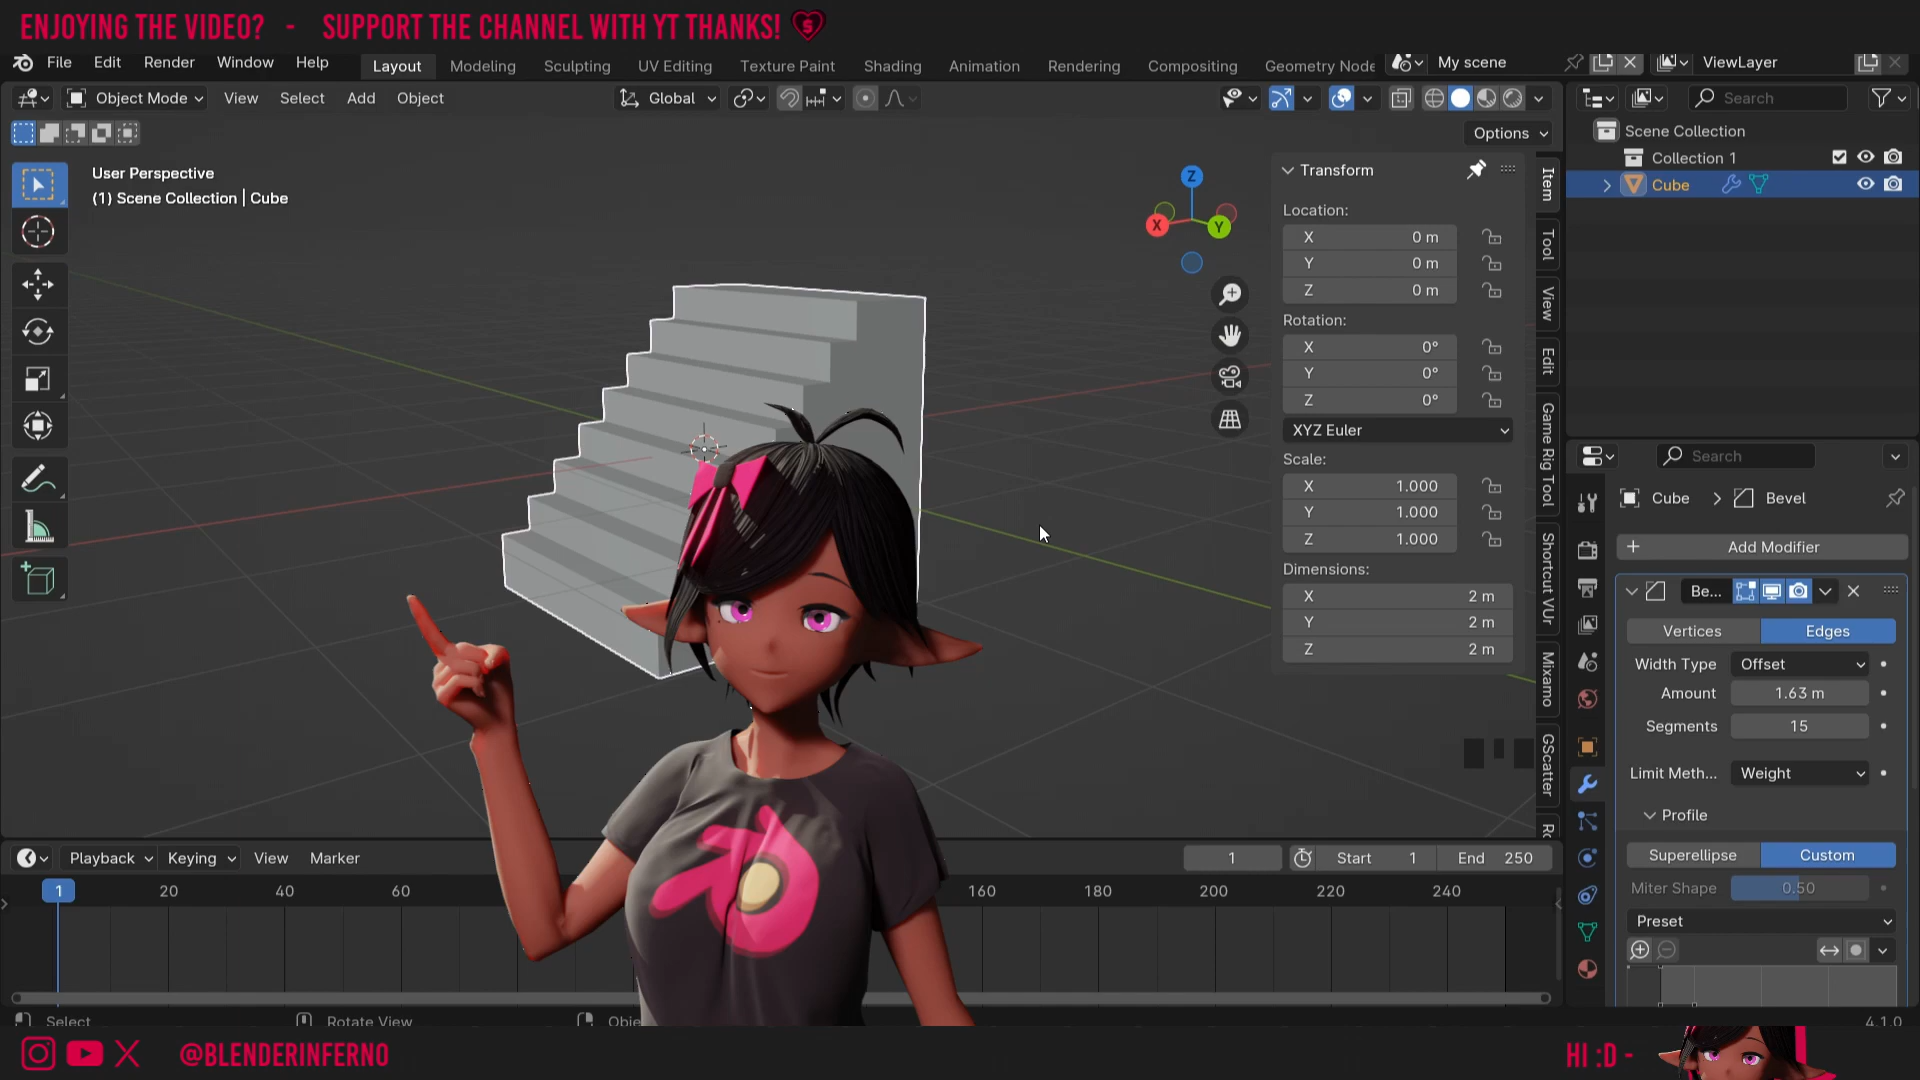 ENJOYING THE VIDEO? - SUPPORT THE CHANNEL WITH YT THANKS!
File Edit Render Window Help
Layout Modeling Sculpting UV Editing Texture Paint Shading Animation Rendering Compositing Geometry Node
My scene
ViewLayer
Object Mode View Select Add Object
Global
Search
Options
User Perspective
(1) Scene Collection | Cube
Z
X
Y
Transform
Location:
X 0 m
Y 0 m
Z 0 m
Rotation:
X 0°
Y 0°
Z 0°
XYZ Euler
Scale:
X 1.000
Y 1.000
Z 1.000
Dimensions:
X 2 m
Y 2 m
Z 2 m
Item
Tool
View
Edit
Game Rig Tool
Shortcut VUr
Mixamo
GScatter
Scene Collection
Collection 1
Cube
Search
Cube > Bevel
+ Add Modifier
Be...
Vertices Edges
Width Type Offset
Amount 1.63 m
Segments 15
Limit Meth... Weight
Profile
Superellipse Custom
Miter Shape 0.50
Preset
Playback Keying View Marker
1
Start 1
End 250
1 20 40 60 160 180 200 220 240
Select
Rotate View
Obje
4.1.0
@BLENDERINFERNO
HI :D -